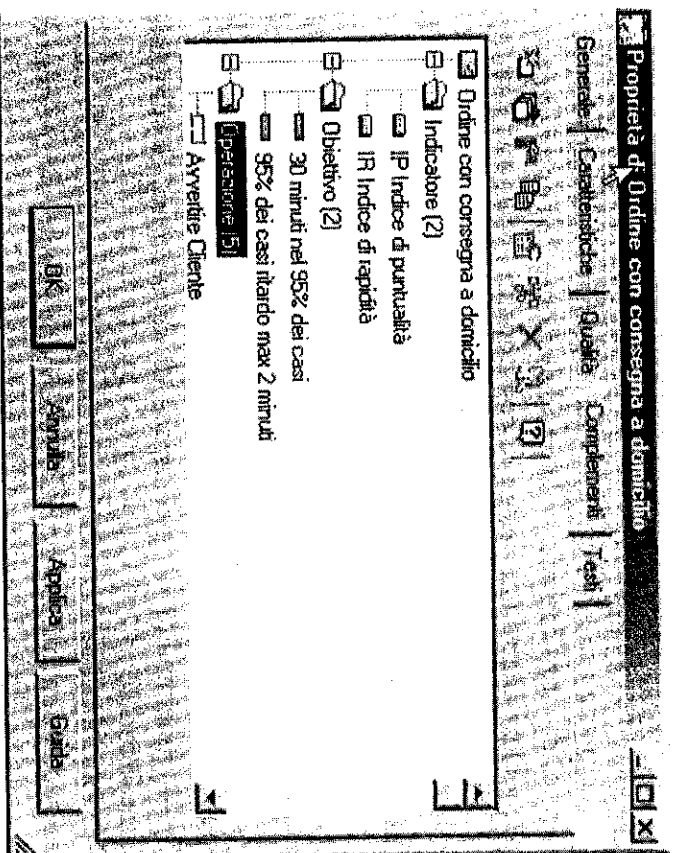 Proprietà di Ordine con consegna a domicilio
Generale Caratteristiche Qualità Complementi Testi
Ordine con consegna a domicilio
Indicatore (2)
IP Indice di puntualità
IR Indice di rapidità
Obiettivo (2)
30 minuti nel 95% dei casi
95% dei casi ritardo max 2 minuti
Operazione (5)
Avvertire Cliente
OK Annulla Applica Guida